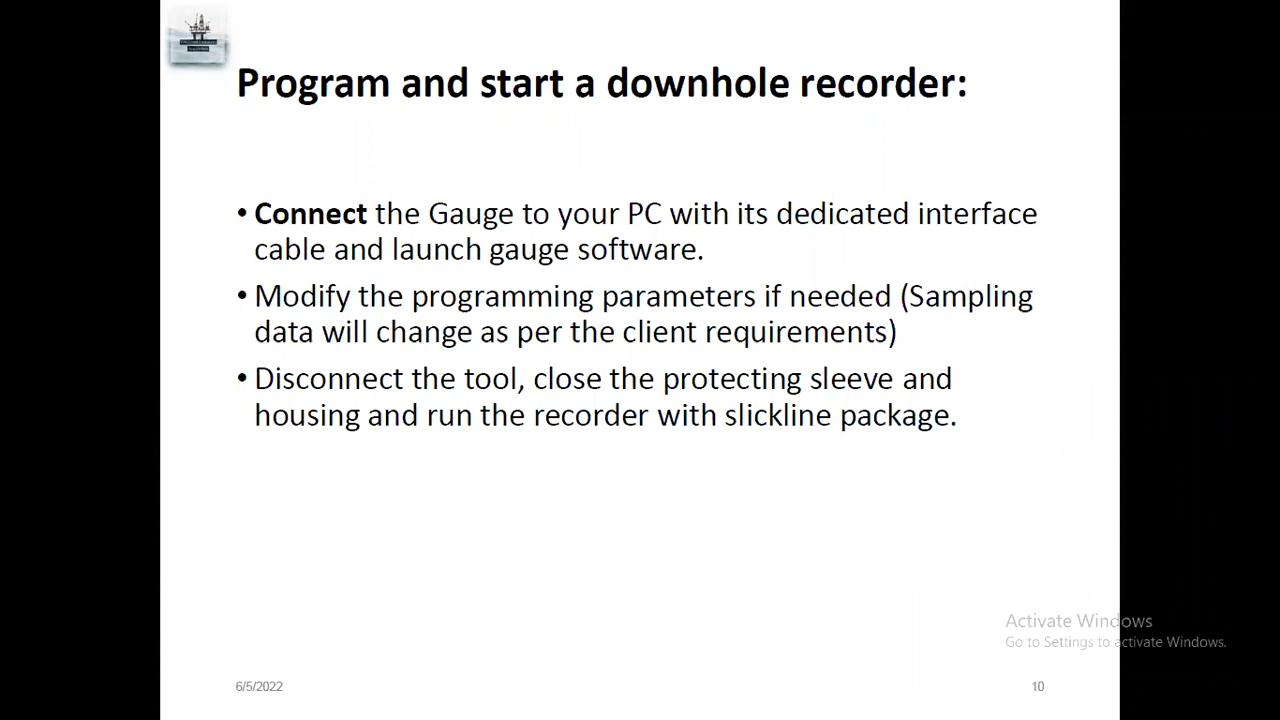 Program and start a downhole recorder:
• Connect the Gauge to your PC with its dedicated interface
cable and launch gauge software.
• Modify the programming parameters if needed (Sampling
data will change as per the client requirements)
• Disconnect the tool, close the protecting sleeve and
housing and run the recorder with slickline package.
Activate Windows
Go to Settings to activate Windows.
6/5/2022
10